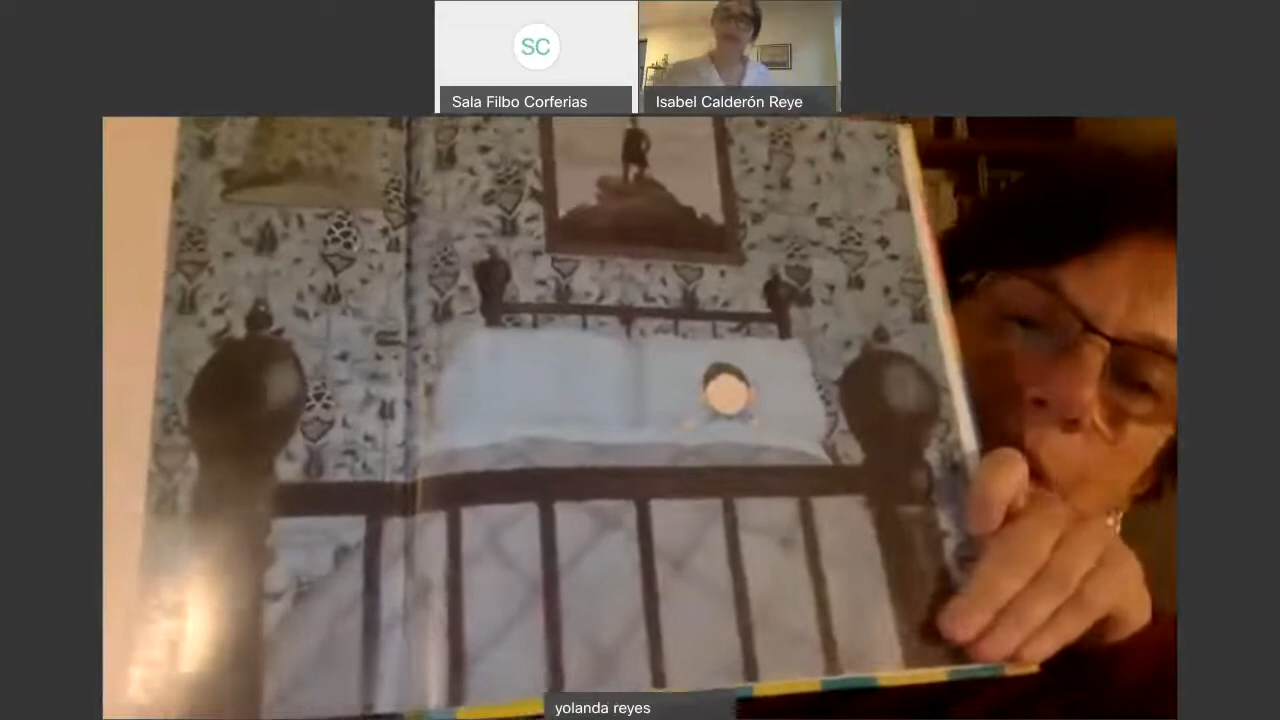 SC
Sala Filbo Corferias
Isabel Calderón Reye
yolanda reyes